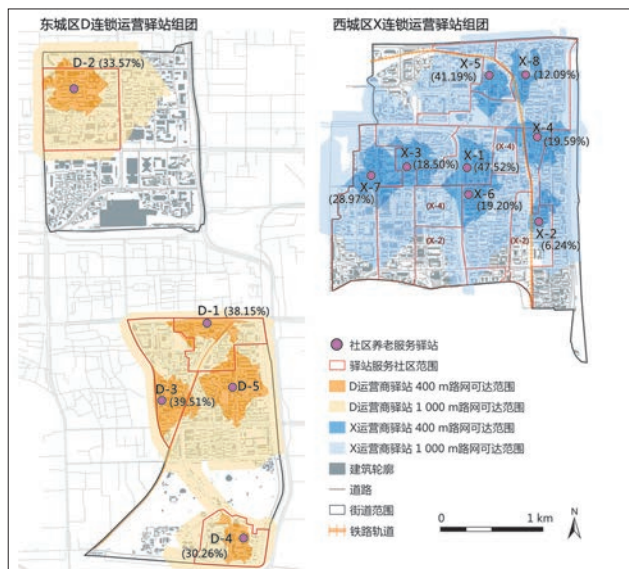 东城区D连锁运营驿站组团
D-2 (33.57%)
D-1 (38.15%)
D-3
(39.51%)
D-5
D-4
(30.26%)
西城区X连锁运营驿站组团
X-5
(41.19%)
X-8
(12.09%)
X-4
(19.59%)
(X-4)
X-3
(18.50%)
X-1
(47.52%)
X-7
(28.97%)
X-6
(19.20%)
(X-4)
X-2
(6.24%)
(X-2)
(X-2)
社区养老服务驿站
驿站服务社区范围
D运营商驿站 400 m路网可达范围
D运营商驿站 1 000 m路网可达范围
X运营商驿站 400 m路网可达范围
X运营商驿站 1 000 m路网可达范围
建筑轮廓
道路
街道范围
铁路轨道
0 1 km
N